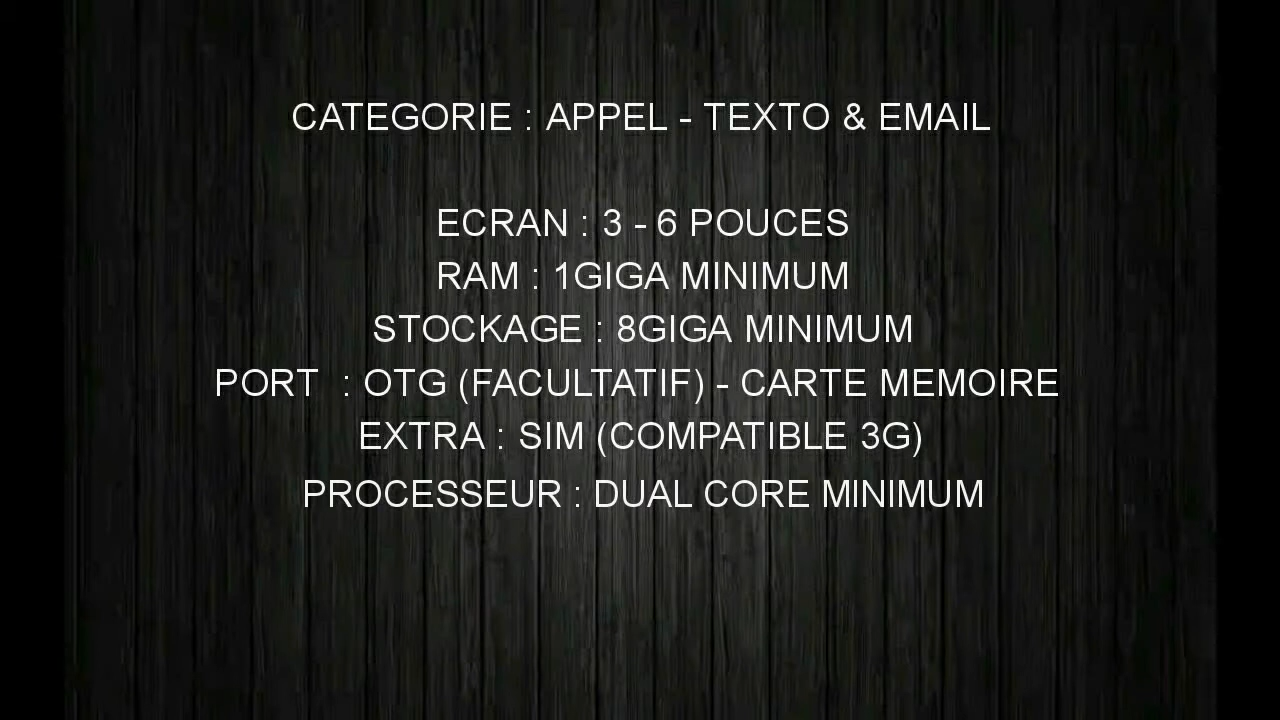 CATEGORIE : APPEL - TEXTO & EMAIL
ECRAN : 3 - 6 POUCES
RAM : 1GIGA MINIMUM
STOCKAGE : 8GIGA MINIMUM
PORT  : OTG (FACULTATIF) - CARTE MEMOIRE
EXTRA : SIM (COMPATIBLE 3G)
PROCESSEUR : DUAL CORE MINIMUM